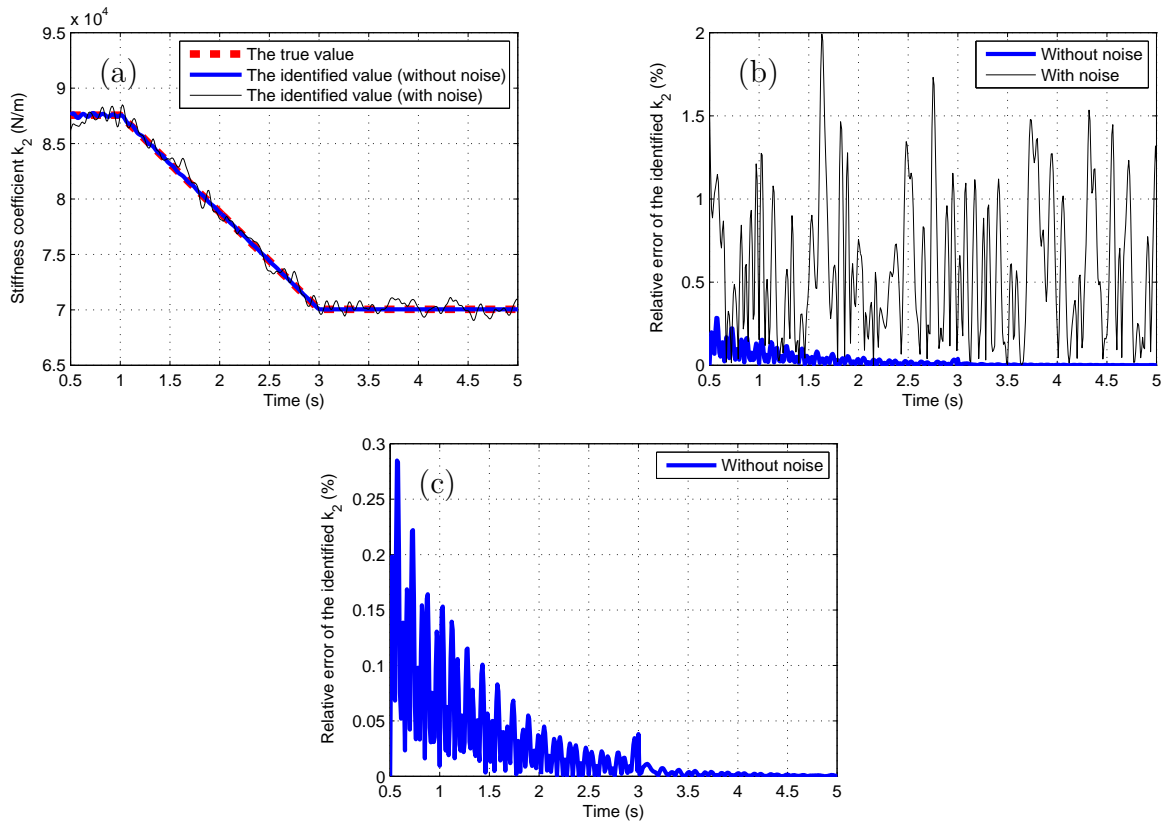 x 10^4
9.5
8.5
8
7.5
7
6.5
0.5 1 1.5 2 2.5 3 3.5 4 4.5 5
Time (s)
Stiffness coefficient k_2 (N/m)
(a)
The true value
The identified value (without noise)
The identified value (with noise)
2
1.5
1
0.5
0
0.5 1 1.5 2 2.5 3 3.5 4 4.5 5
Time (s)
Relative error of the identified k_2 (%)
(b)
Without noise
With noise
0.3
0.25
0.2
0.15
0.1
0.05
0
0.5 1 1.5 2 2.5 3 3.5 4 4.5 5
Time (s)
Relative error of the identified k_2 (%)
(c)
Without noise